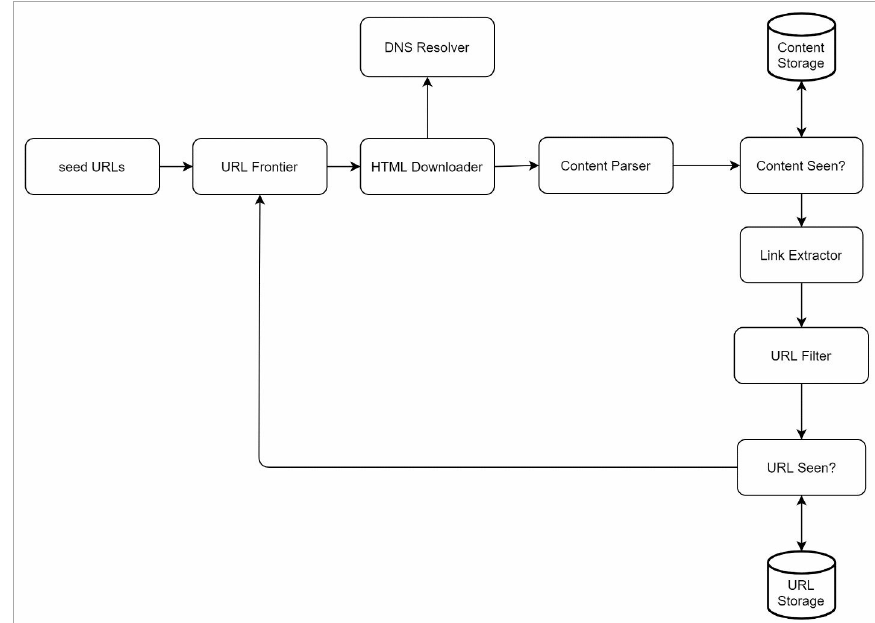 DNS Resolver
Content
Storage
seed URLs
URL Frontier
HTML Downloader
Content Parser
Content Seen?
Link Extractor
URL Filter
URL Seen?
URL
Storage